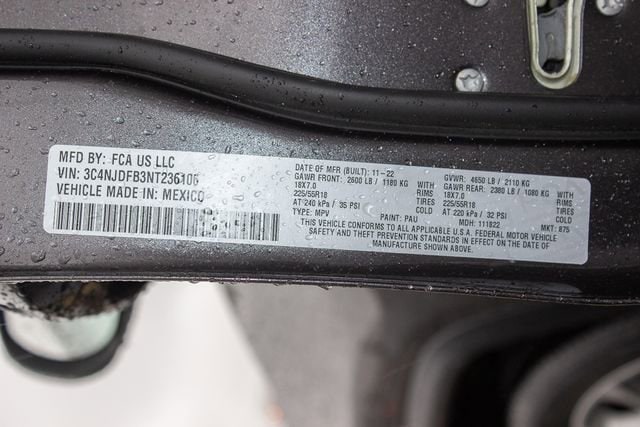 MFD BY: FCA US LLC
VIN: 3C4NJDFB3NT236106
VEHICLE MADE IN: MEXICO
DATE OF MFR (BUILT): 11-22 GVWR: 4650 LB / 2110 KG
GAWR FRONT: 2600 LB / 1180 KG WITH GAWR REAR: 2380 LB / 1080 KG WITH
18X7.0 RIMS 18X7.0 RIMS
225/55R18 TIRES 225/55R18 TIRES
AT 240 kPa / 35 PSI COLD AT 220 kPa / 32 PSI COLD
TYPE: MPV PAINT: PAU MDH: 111822 MKT: 875
THIS VEHICLE CONFORMS TO ALL APPLICABLE U.S.A. FEDERAL MOTOR VEHICLE
SAFETY AND THEFT PREVENTION STANDARDS IN EFFECT ON THE DATE OF
MANUFACTURE SHOWN ABOVE.